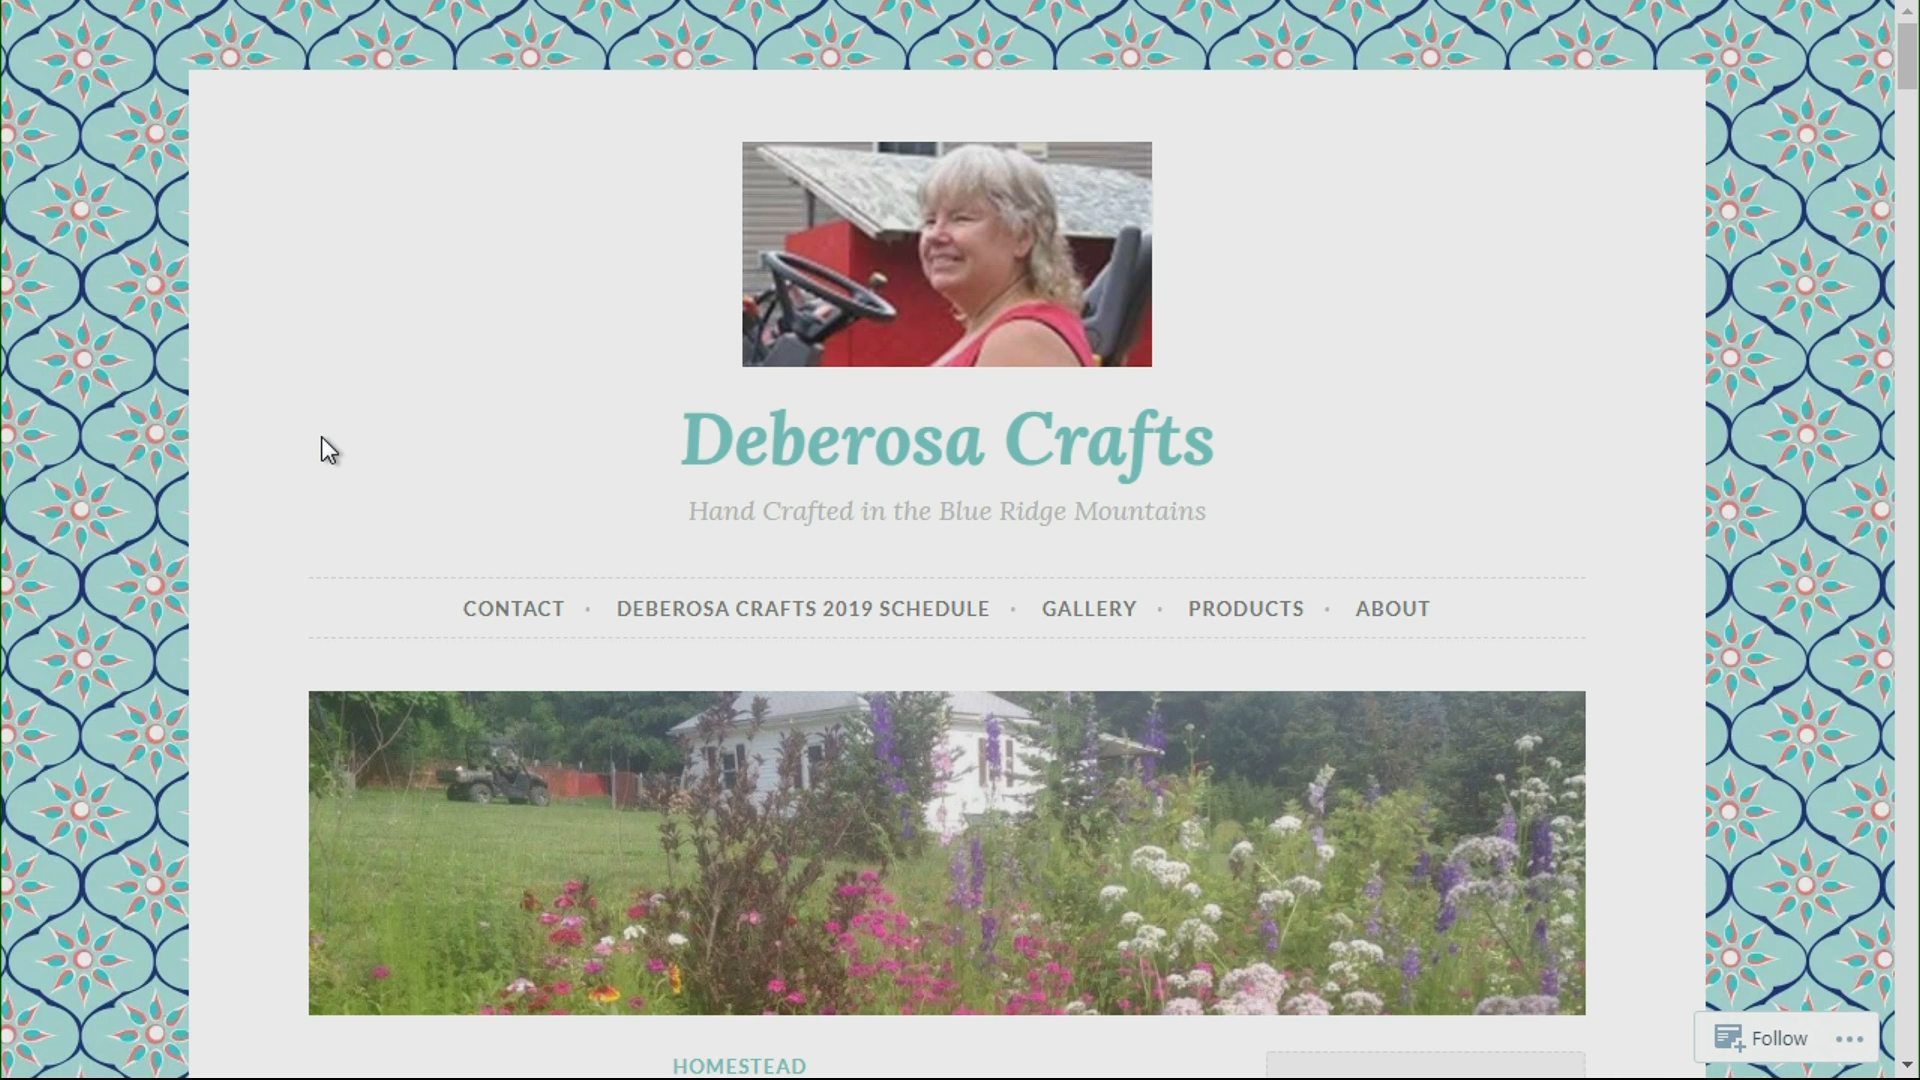 Deberosa Crafts
Hand Crafted in the Blue Ridge Mountains
CONTACT • DEBEROSA CRAFTS 2019 SCHEDULE • GALLERY • PRODUCTS • ABOUT
HOMESTEAD
Follow